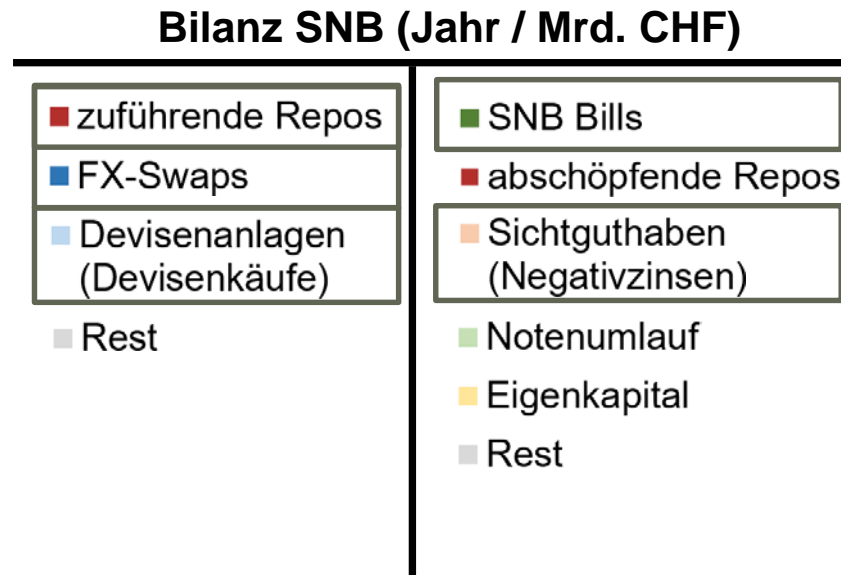 Bilanz SNB (Jahr / Mrd. CHF)
zuführende Repos
FX-Swaps
Devisenanlagen
(Devisenkäufe)
Rest
SNB Bills
abschöpfende Repos
Sichtguthaben
(Negativzinsen)
Notenumlauf
Eigenkapital
Rest